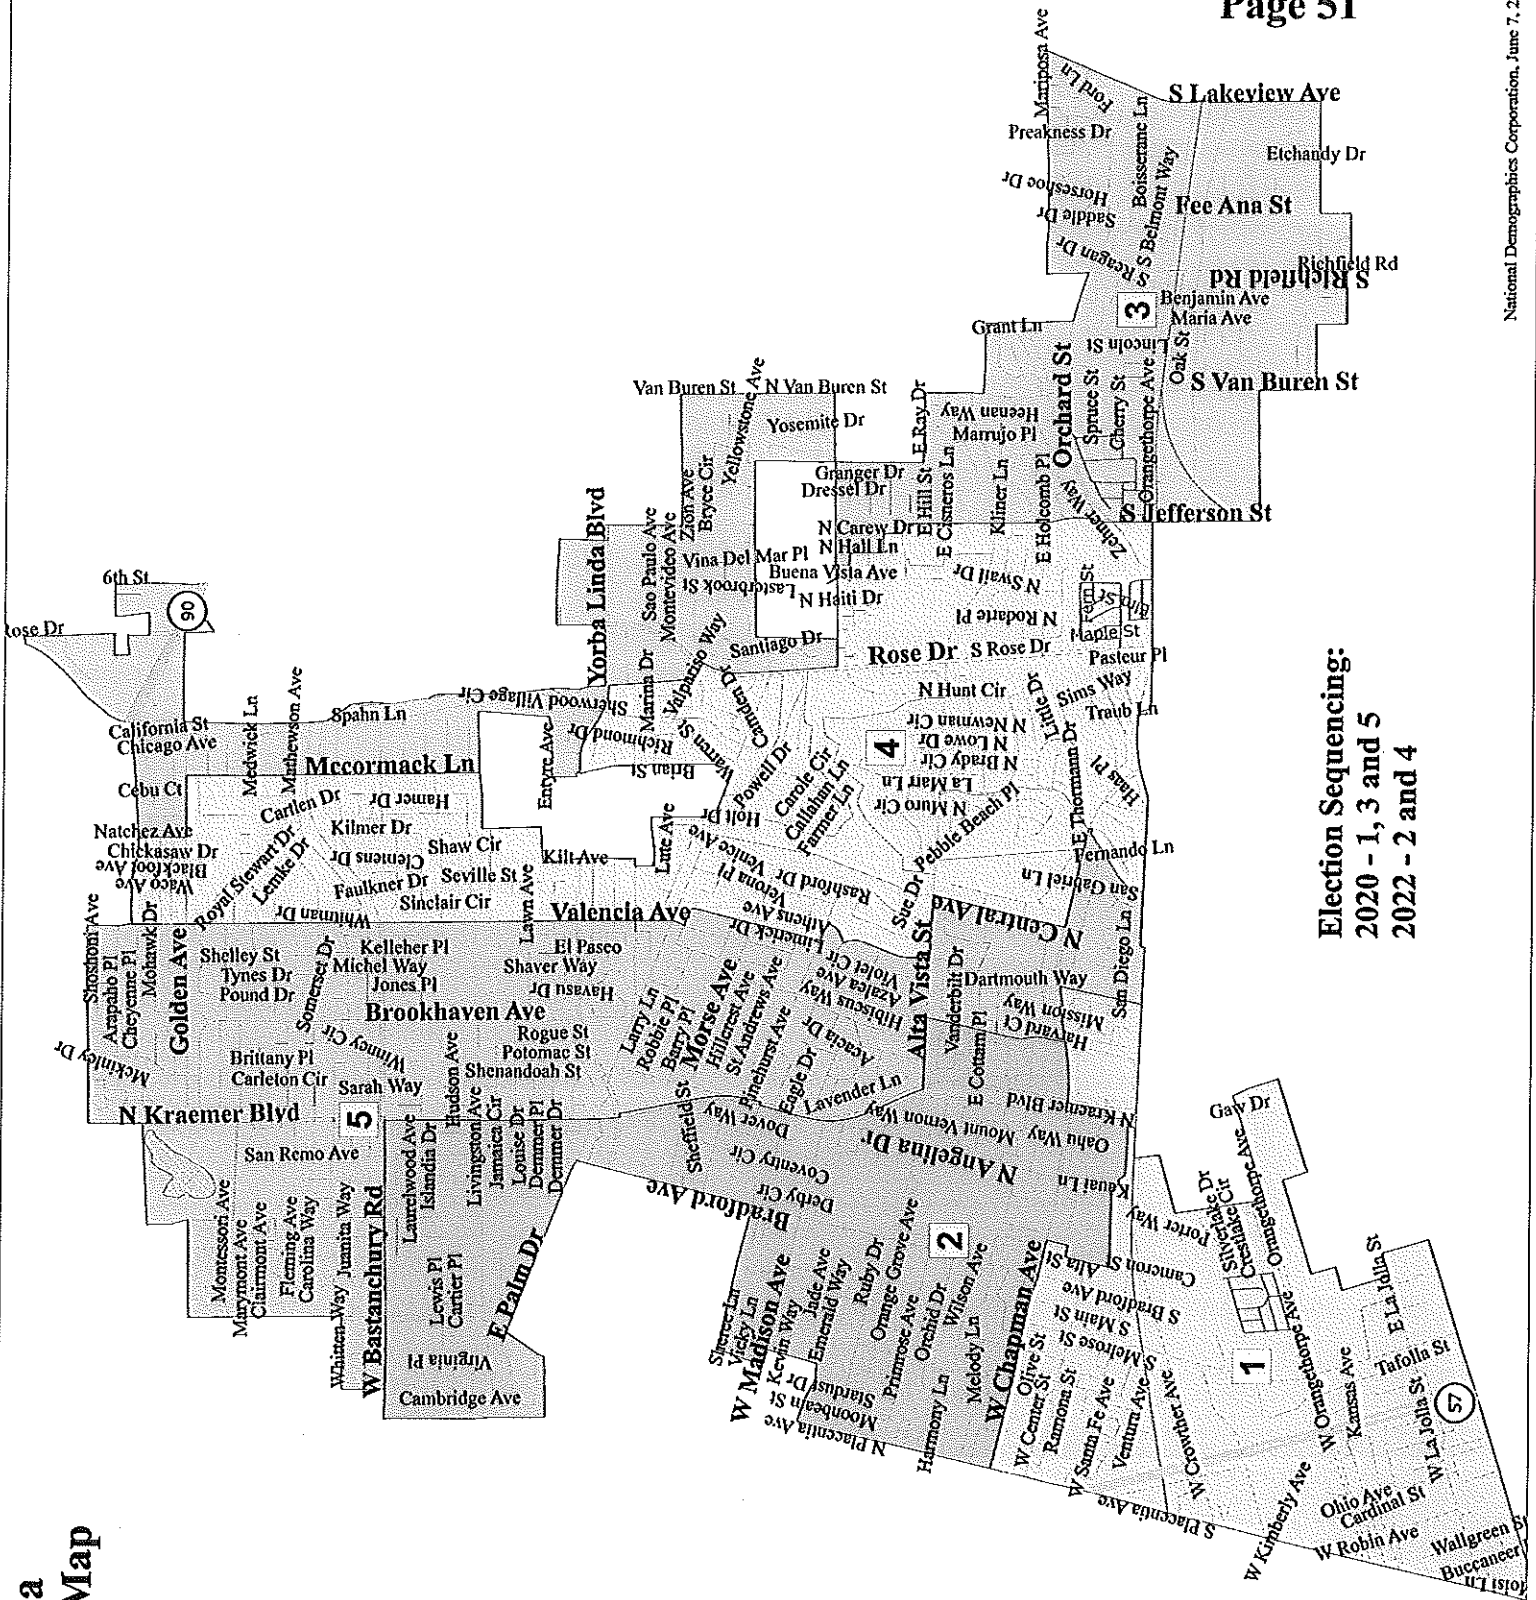 Page 51
a
Map
National Demographics Corporation, June 7, 2
Election Sequencing:
2020 - 1, 3 and 5
2022 - 2 and 4
Mariposa Ave
Ford Ln
S Lakeview Ave
Preakness Dr
Boisseranc Ln
Etchandy Dr
Horseshoe Dr
Saddle Dr
S Belmont Way
Fee Ana St
S Reagan Dr
Richfield Rd
S Richfield Rd
3
Benjamin Ave
Maria Ave
Grant Ln
Lincoln St
Oak St
Orchard St
Spruce St
Cherry St
Orangethorpe Ave
S Van Buren St
Van Buren St
N Van Buren St
Yellowstone Ave
Yosemite Dr
E Ray Dr
Heenan Way
Marrujo Pl
Granger Dr
Dressel Dr
E Hill St
E Cisneros Ln
Kliner Ln
E Holcomb Pl
Zehner Way
S Jefferson St
Zion Ave
Bryce Cir
N Carew Dr
N Hall Ln
Yorba Linda Blvd
Sao Paulo Ave
Montevideo Ave
Vina Del Mar Pl
Buena Vista Ave
Easterbrook St
N Haiti Dr
N Swail Dr
N Rodarte Pl
Fern St
Elm St
Maple St
6th St
90
Rose Dr
Santiago Dr
Rose Dr
S Rose Dr
Pasteur Pl
Valpariso Way
Marina Dr
Sherwood Village Cir
Camden Dr
N Hunt Cir
Little Dr
Sims Way
Traub Ln
California St
Chicago Ave
Medwick Ln
Mathewson Ave
Spahn Ln
Richmond Dr
Warren St
N Newman Cir
N Lowe Dr
4
Mccormack Ln
Entyre Ave
Brian St
Powell Dr
Carole Cir
Callahan Ln
Farmer Ln
N Brady Cir
La Marr Ln
N Muro Cir
E Thormann Dr
Haas Pl
Cebu Ct
Cartlen Dr
Hamer Dr
Holt Dr
Pebble Beach Pl
Natchez Ave
Chickasaw Dr
Blackfoot Ave
Waco Ave
Royal Stewart Dr
Lemke Dr
Kilmer Dr
Clemens Dr
Shaw Cir
Kilt Ave
Lute Ave
Venice Ave
Fernando Ln
Faulkner Dr
Seville St
Sinclair Cir
Verona Pl
Rashford Dr
Sue Dr
San Gabriel Ln
Whitman Dr
Lawn Ave
Valencia Ave
Athens Ave
N Central Ave
Shoshoni Ave
Mohawk Dr
Arapaho Pl
Cheyenne Pl
Golden Ave
Shelley St
Tynes Dr
Pound Dr
Somerset Dr
Kelleher Pl
Michel Way
Jones Pl
El Paseo
Shaver Way
Havasu Dr
Limerick Dr
Violet Cir
Azalea Ave
Hibiscus Way
Alta Vista St
Vanderbilt Dr
Dartmouth Way
San Diego Ln
Mission Way
Harvard Ct
Brookhaven Ave
Larry Ln
Robbie Pl
Barry Pl
Morse Ave
Hillcrest Ave
St Andrews Ave
Pinehurst Ave
Acacia Dr
Eagle Dr
Lavender Ln
E Cottam Pl
Mckinley Dr
Brittany Pl
Carleton Cir
Winney Cir
Sarah Way
Hudson Ave
Rogue St
Potomac St
Shenandoah St
N Kraemer Blvd
5
San Remo Ave
Laurelwood Ave
Islandia Dr
Livingston Ave
Jamaica Cir
Louise Dr
Demmer Pl
Demmer Dr
Sheffield St
Dover Way
Mount Vernon Way
N Kraemer Blvd
Oahu Way
N Angelina Dr
Kauai Ln
Coventry Cir
Derby Cir
Bradford Ave
Gaw Dr
Orangethorpe Ave
Silverlake Dr
Crestlake Cir
Porter Way
Montessori Ave
Marymont Ave
Clairmont Ave
Fleming Ave
Carolina Way
Juanita Way
Whitten Way
W Bastanchury Rd
Lewis Pl
Cartier Pl
E Palm Dr
Virginia Pl
Cambridge Ave
2
Sheree Ln
Vicky Ln
W Madison Ave
Kevin Way
Jade Ave
Emerald Way
Ruby Dr
Orange Grove Ave
Primrose Ave
Orchid Dr
Wilson Ave
Melody Ln
Harmony Ln
Stardust Dr
Moonbeam St
N Placentia Ave
W Chapman Ave
Alta St
Cameron St
S Bradford Ave
S Main St
S Melrose St
Olive St
W Center St
Ramona St
W Santa Fe Ave
Ventura Ave
W Crowther Ave
1
W Orangethorpe Ave
E La Jolla St
Tafolla St
Kansas Ave
W La Jolla St
57
S Placentia Ave
W Kimberly Ave
Ohio Ave
Cardinal St
W Robin Ave
Wallgreen St
Buccaneer